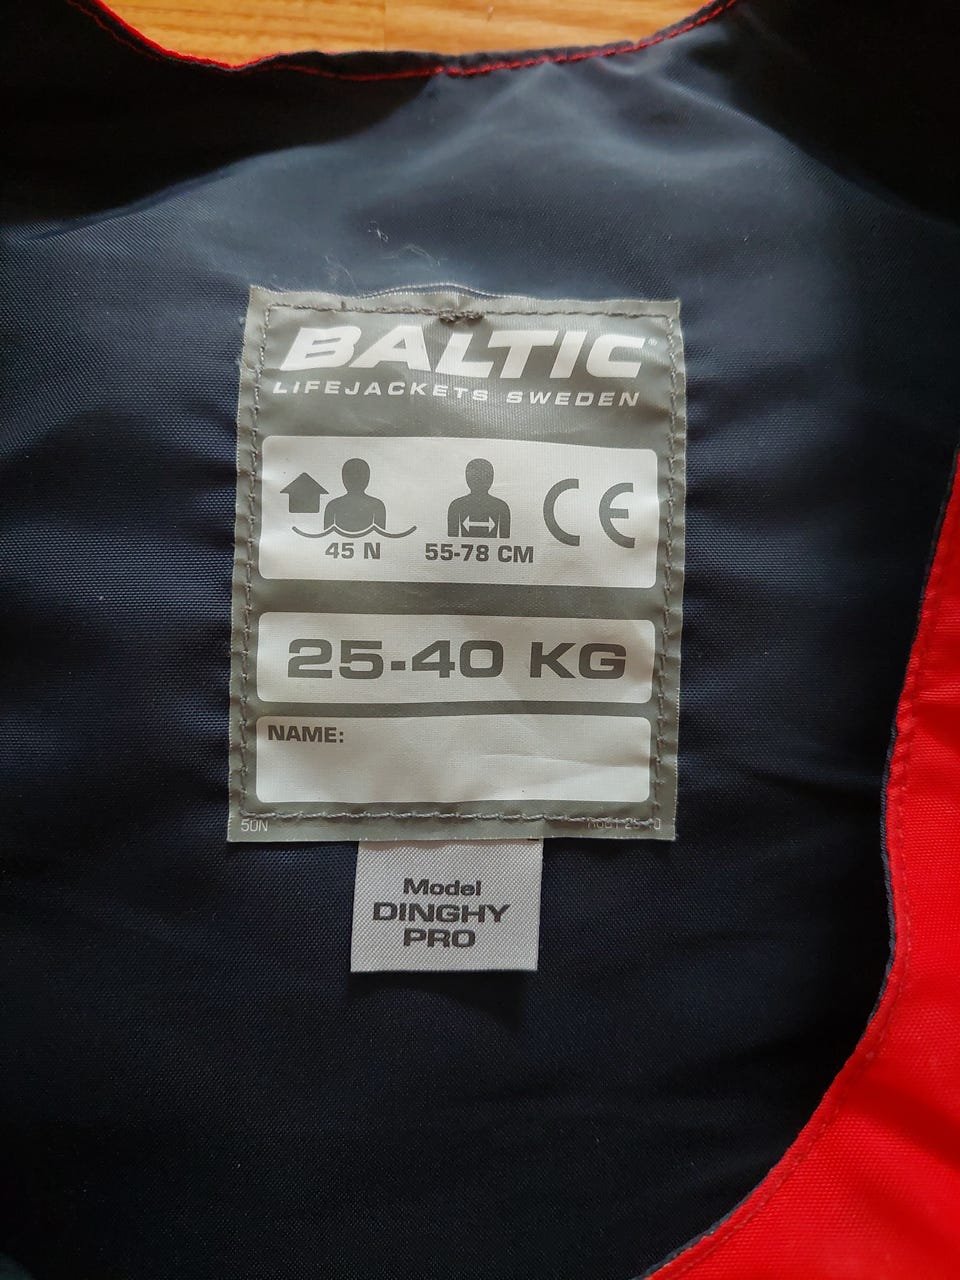 BALTIC
LIFEJACKETS SWEDEN
45 N
55-78 CM
CE
25-40 KG
NAME:
50N
Model
DINGHY
PRO